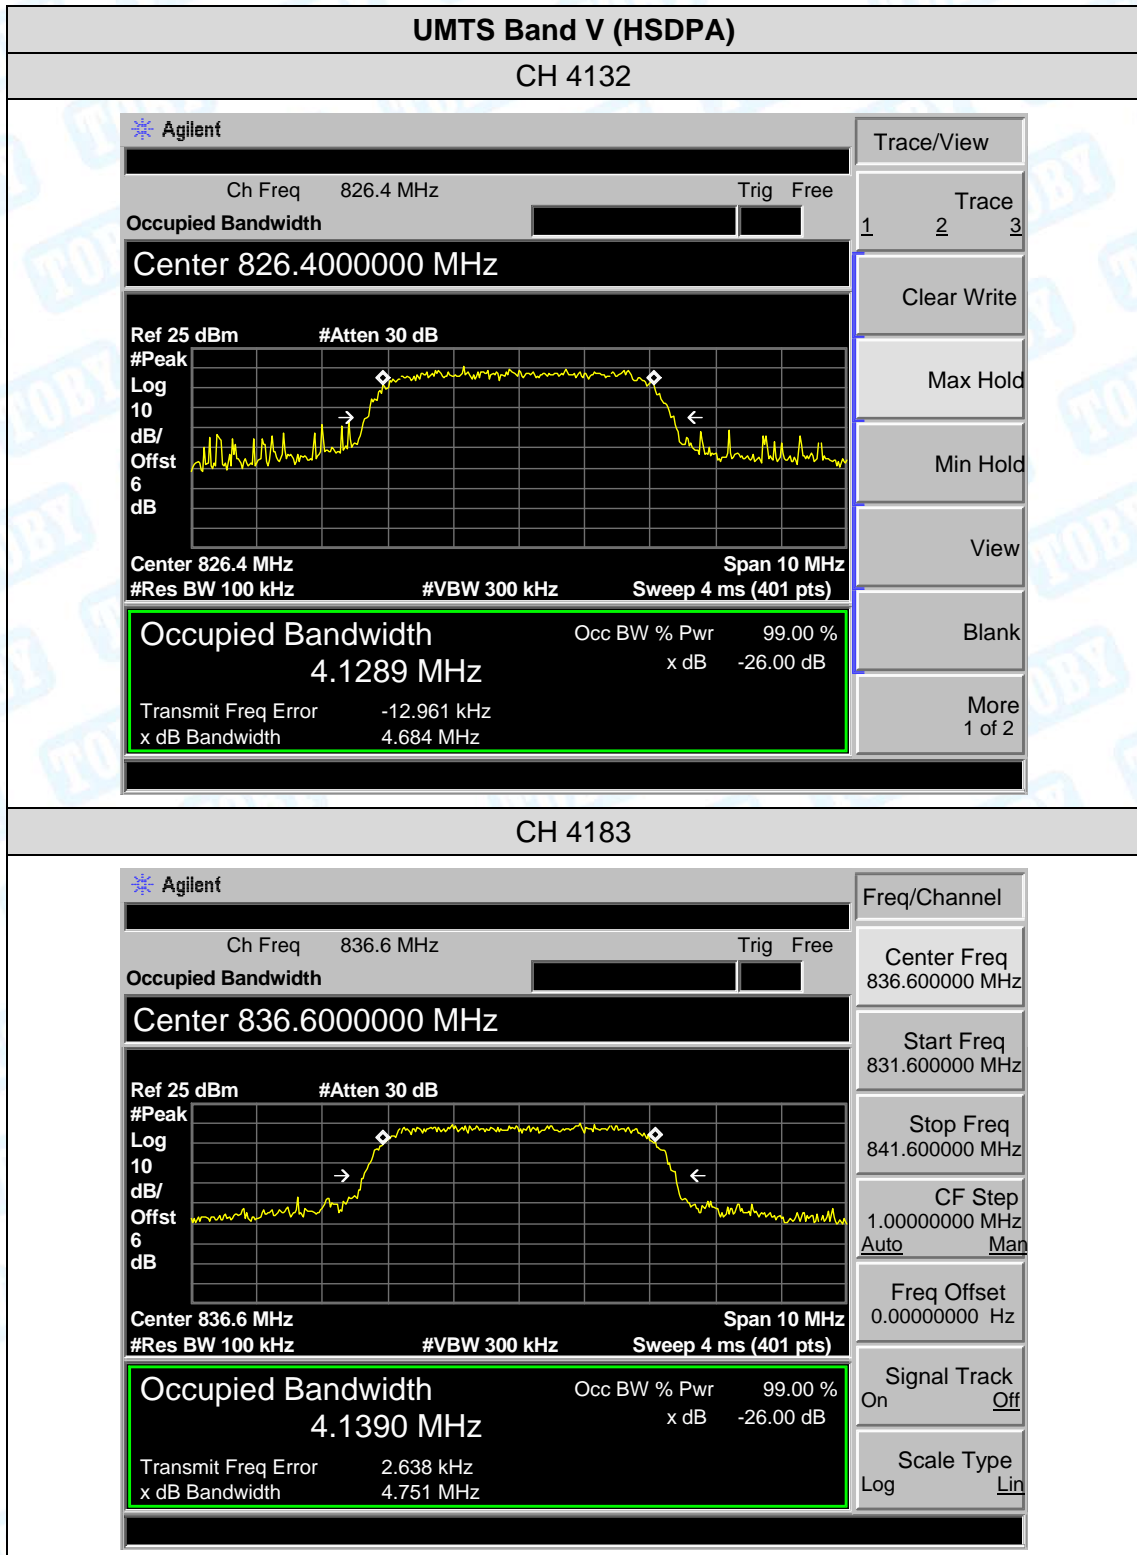 UMTS Band V (HSDPA)
CH 4132
Agilent
Trace/View
Ch Freq 826.4 MHz Trig Free
Occupied Bandwidth
Trace
1 2 3
Center 826.4000000 MHz
Clear Write
Ref 25 dBm #Atten 30 dB
#Peak
Log
10
dB/
Offst
6
dB
Max Hold
Min Hold
View
Center 826.4 MHz Span 10 MHz
#Res BW 100 kHz #VBW 300 kHz Sweep 4 ms (401 pts)
Occupied Bandwidth Occ BW % Pwr 99.00 %
4.1289 MHz x dB -26.00 dB
Blank
Transmit Freq Error -12.961 kHz
x dB Bandwidth 4.684 MHz
More
1 of 2
CH 4183
Agilent
Freq/Channel
Ch Freq 836.6 MHz Trig Free
Occupied Bandwidth
Center Freq
836.600000 MHz
Center 836.6000000 MHz
Start Freq
831.600000 MHz
Ref 25 dBm #Atten 30 dB
#Peak
Log
10
dB/
Offst
6
dB
Stop Freq
841.600000 MHz
CF Step
1.00000000 MHz
Auto Man
Freq Offset
0.00000000 Hz
Center 836.6 MHz Span 10 MHz
#Res BW 100 kHz #VBW 300 kHz Sweep 4 ms (401 pts)
Occupied Bandwidth Occ BW % Pwr 99.00 %
4.1390 MHz x dB -26.00 dB
Signal Track
On Off
Transmit Freq Error 2.638 kHz
x dB Bandwidth 4.751 MHz
Scale Type
Log Lin
TOBY